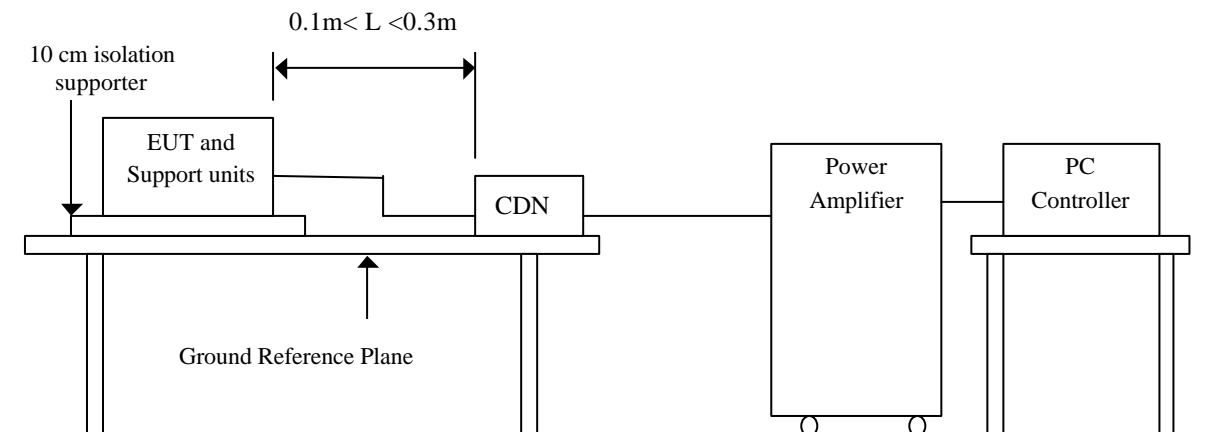 0.1m< L <0.3m
10 cm isolation
supporter
EUT and
Support units
CDN
Power
Amplifier
PC
Controller
Ground Reference Plane